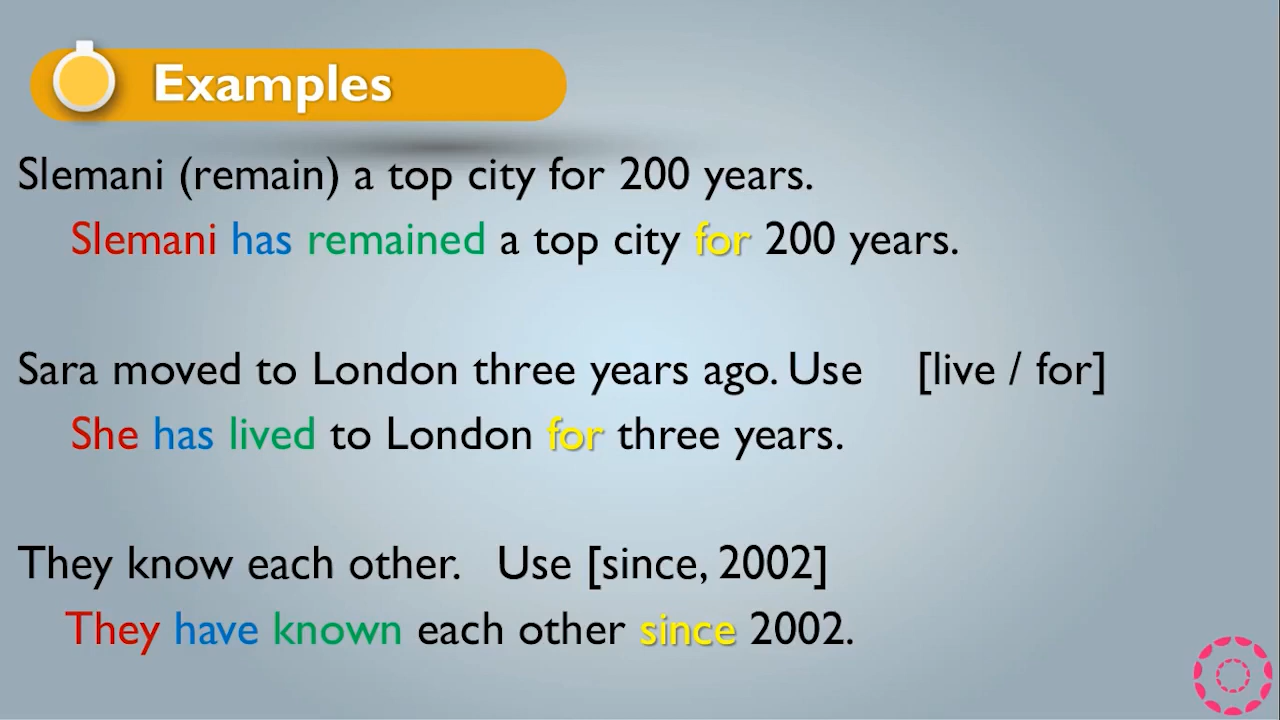 Examples
Slemani (remain) a top city for 200 years.
Slemani has remained a top city for 200 years.
Sara moved to London three years ago. Use [live / for]
She has lived to London for three years.
They know each other. Use [since, 2002]
They have known each other since 2002.